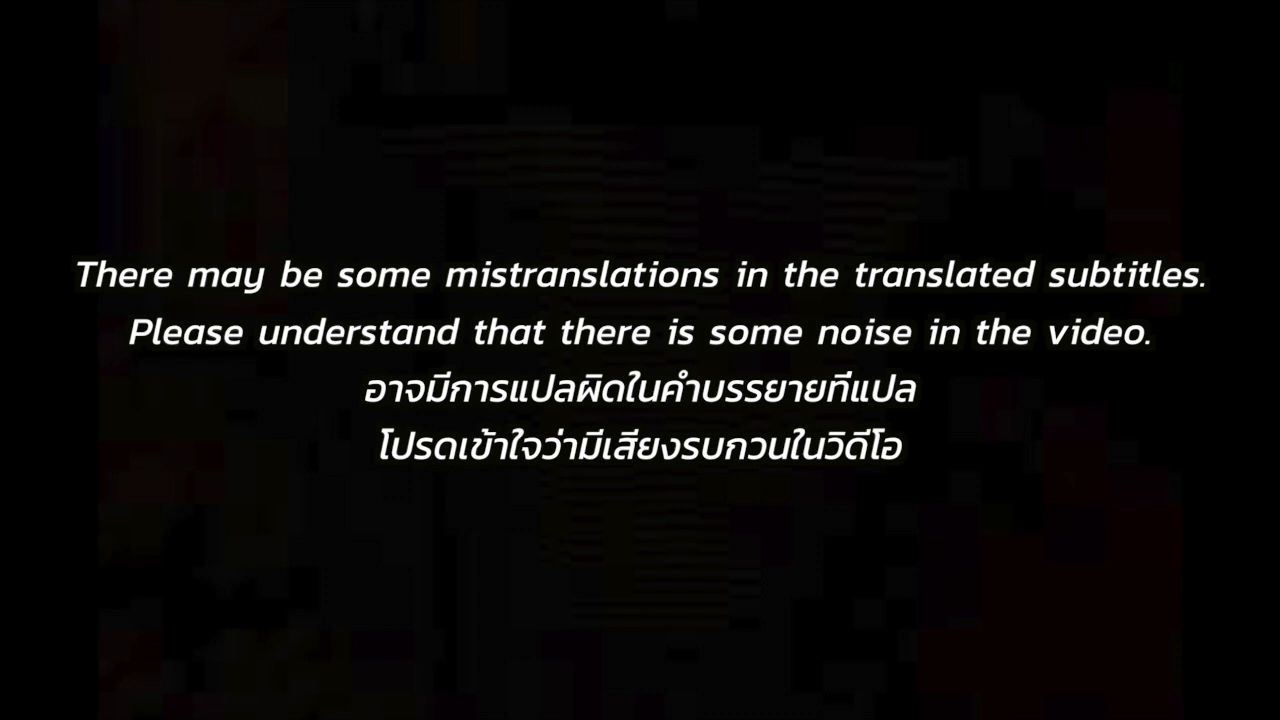 There may be some mistranslations in the translated subtitles.
Please understand that there is some noise in the video.
อาจมีการแปลผิดในคำบรรยายที่แปล
โปรดเข้าใจว่ามีเสียงรบกวนในวิดีโอ